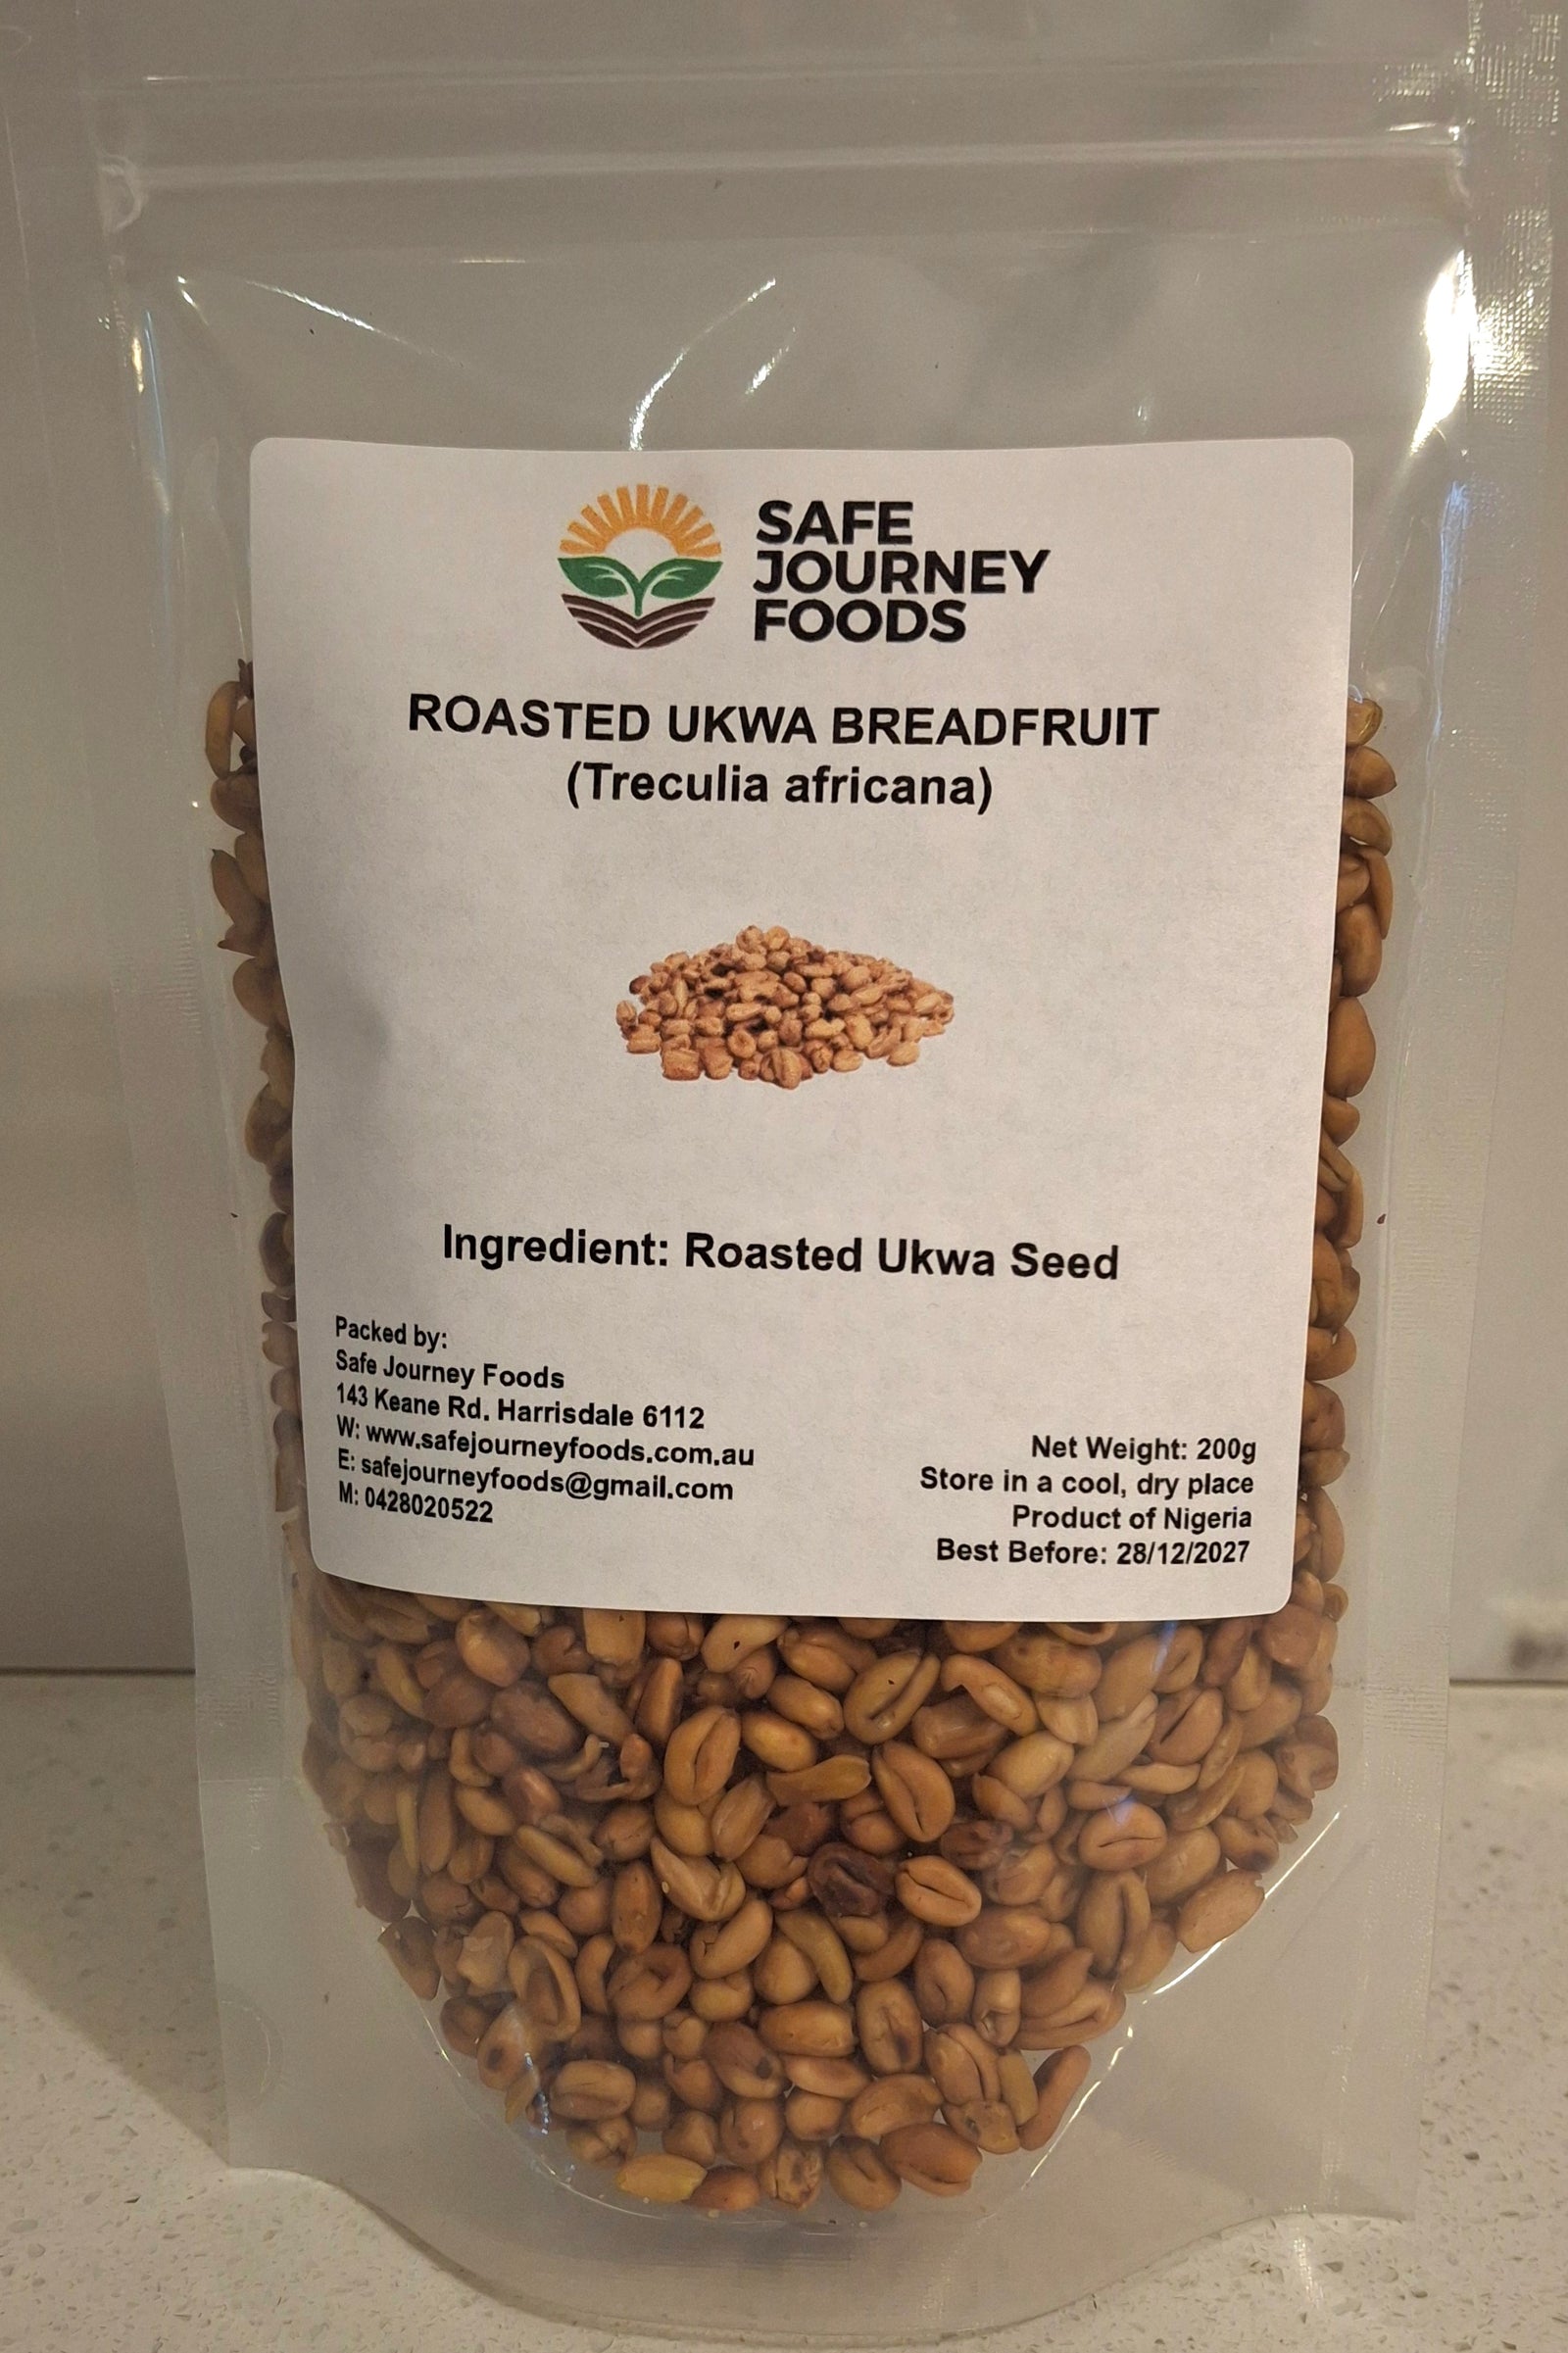 SAFE
JOURNEY
FOODS
ROASTED UKWA BREADFRUIT
(Treculia africana)
Ingredient: Roasted Ukwa Seed
Packed by:
Safe Journey Foods
143 Keane Rd. Harrisdale 6112
W: www.safejourneyfoods.com.au
E: safejourneyfoods@gmail.com
M: 0428020522
Net Weight: 200g
Store in a cool, dry place
Product of Nigeria
Best Before: 28/12/2027